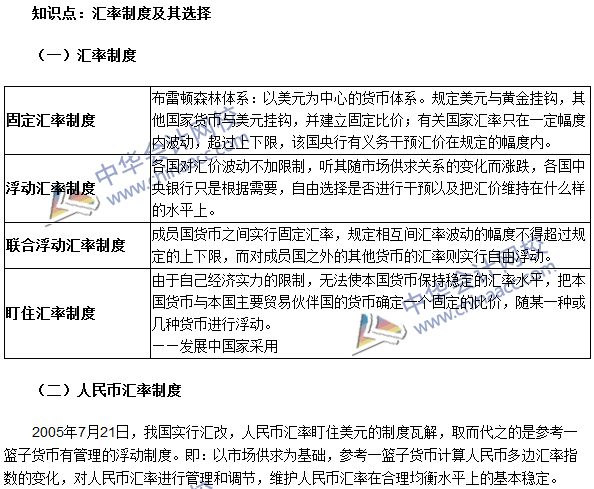 知识点：汇率制度及其选择
（一）汇率制度
固定汇率制度
布雷顿森林体系：以美元为中心的货币体系。规定美元与黄金挂钩，其
他国家货币与美元挂钩，并建立固定比价；有关国家汇率只在一定幅度
内波动，超过上下限，该国央行有义务干预汇价在规定的幅度内。
浮动汇率制度
各国对汇价波动不加限制，听其随市场供求关系的变化而涨跌，各国中
央银行只是根据需要，自由选择是否进行干预以及把汇价维持在什么样
的水平上。
联合浮动汇率制度
成员国货币之间实行固定汇率，规定相互间汇率波动的幅度不得超过规
定的上下限，而对成员国之外的其他货币的汇率则实行自由浮动。
盯住汇率制度
由于自己经济实力的限制，无法使本国货币保持稳定的汇率水平，把本
国货币与本国主要贸易伙伴国的货币确定一个固定的比价，随某一种或
几种货币进行浮动。
——发展中国家采用
（二）人民币汇率制度
2005年7月21日，我国实行汇改，人民币汇率盯住美元的制度瓦解，取而代之的是参考一
篮子货币有管理的浮动制度。即：以市场供求为基础，参考一篮子货币计算人民币多边汇率指
数的变化，对人民币汇率进行管理和调节，维护人民币汇率在合理均衡水平上的基本稳定。
中华会计网校
www.chinaacc.com
中华会计网校
www.chinaacc.com